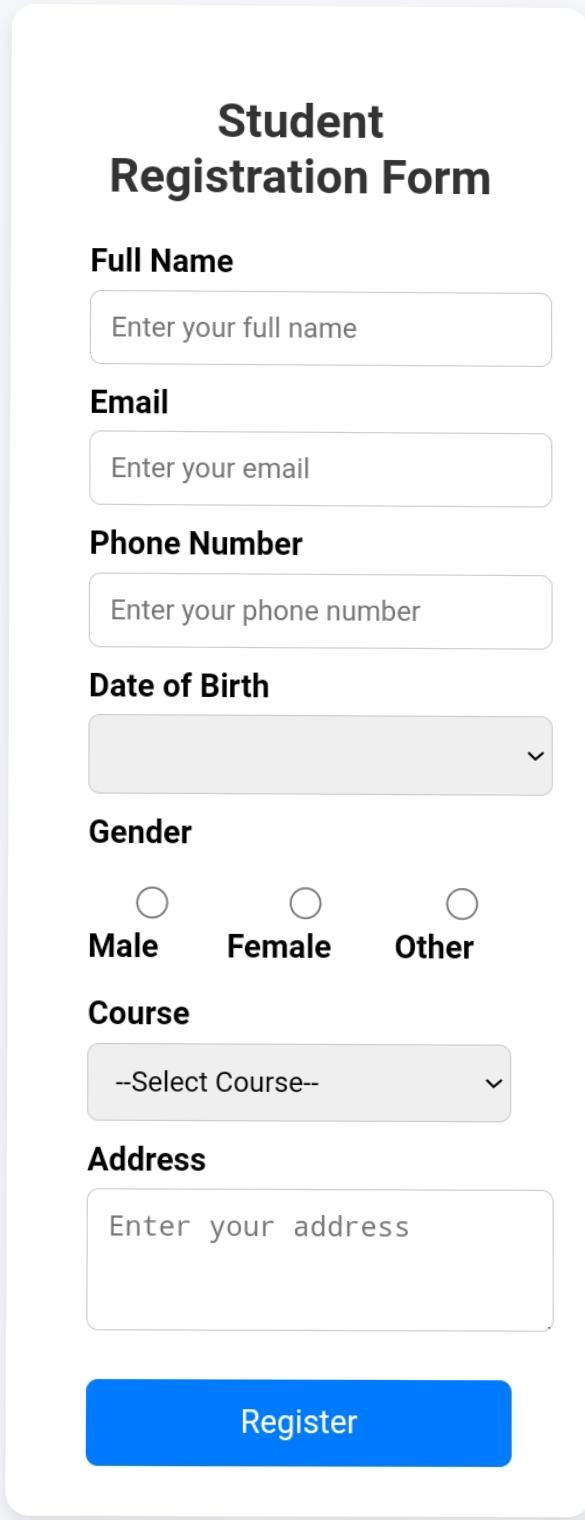 Student
Registration Form
Full Name
Enter your full name
Email
Enter your email
Phone Number
Enter your phone number
Date of Birth
Gender
Male Female Other
Course
--Select Course--
Address
Enter your address
Register